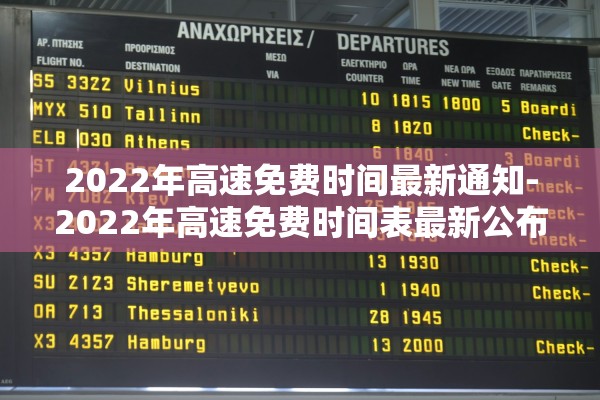 ΑΝΑΧΩΡΗΣΕΙΣ / DEPARTURES
ΑΡ. ΠΤΗΣΗΣ ΠΡΟΟΡΙΣΜΟΣ ΜΕΣΩ ΕΛΕΓΚΤΗΡΙΟ ΩΡΑ ΝΕΑ ΩΡΑ ΕΞΟΔΟΣ ΠΑΡΑΤΗΡΗΣΕΙΣ
FLIGHT NO. DESTINATION VIA COUNTER TIME NEW TIME GATE REMARKS
S5 3322 Vilnius 10 1815 1800 5 Boardi
MYX 510 Tallinn 8 1820 Check-
ELB 030 Athens 3 Boardi
2022年高速免费时间最新通知-
2022年高速免费时间表最新公布
X3 4357 Hamburg 13 1930 Check-
SU 2123 Sheremetyevo 1 1940 Check-
OA 713 Thessaloniki 28 1945
X3 4357 Hamburg 13 2000 Check-